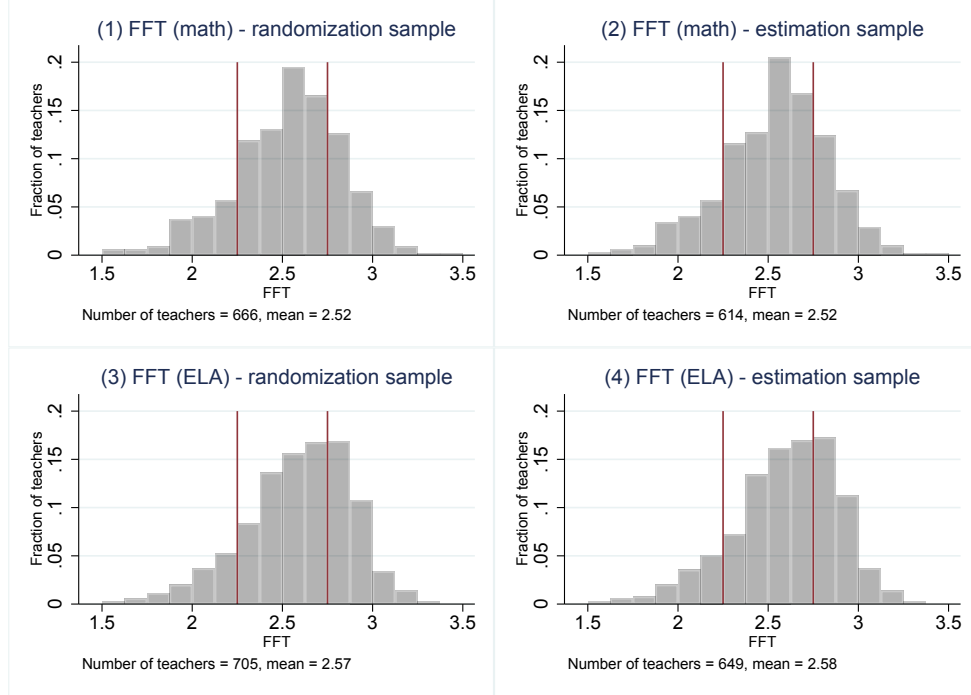 (1) FFT (math) - randomization sample
Fraction of teachers
.2
.15
.1
.05
0
1.5 2 2.5 3 3.5
FFT
Number of teachers = 666, mean = 2.52
(2) FFT (math) - estimation sample
Fraction of teachers
.2
.15
.1
.05
0
1.5 2 2.5 3 3.5
FFT
Number of teachers = 614, mean = 2.52
(3) FFT (ELA) - randomization sample
Fraction of teachers
.2
.15
.1
.05
0
1.5 2 2.5 3 3.5
FFT
Number of teachers = 705, mean = 2.57
(4) FFT (ELA) - estimation sample
Fraction of teachers
.2
.15
.1
.05
0
1.5 2 2.5 3 3.5
FFT
Number of teachers = 649, mean = 2.58